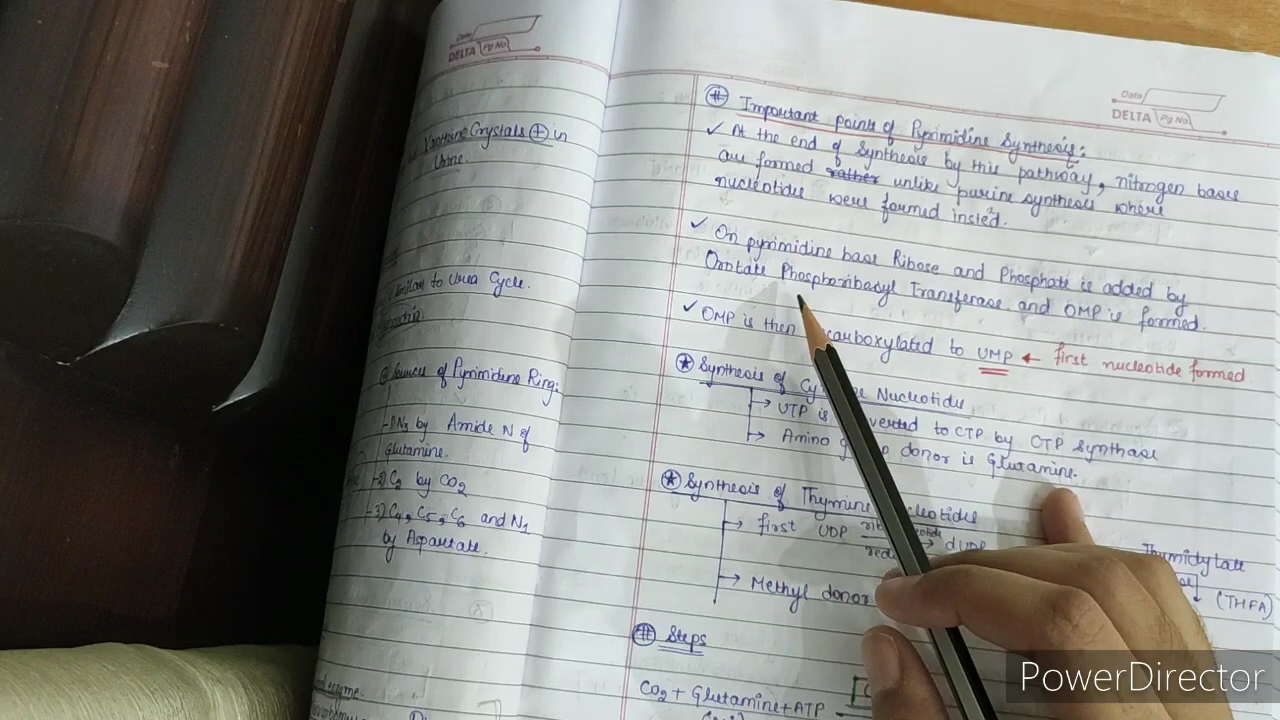 Date
DELTA Pg No.
Xanthine Crystals ⊕ in
Urine.
Similar to Urea Cycle.
Sources of Pyrimidine Ring:
N3 by Amide N of
Glutamine.
2) C2 by CO2
3) C4, C5, C6 and N1
by Aspartate.
Date
DELTA Pg No.
# Important points of Pyrimidine Synthesis:
✓ At the end of synthesis by this pathway, nitrogen bases
are formed rather unlike purine synthesis where
nucleotides were formed insted.
✓ On pyrimidine base Ribose and Phosphate is added by
Orotate Phosphoribosyl Transferase and OMP is formed.
✓ OMP is then carboxylated to UMP ← first nucleotide formed.
* Synthesis of Nucleotide
→ UTP is verted to CTP by CTP Synthase
→ Amino donor is Glutamine.
* Synthesis of Thymine
→ first UDP → dUDP
Thymidylate
→ Methyl donor (THFA)
# Steps
CO2 + Glutamine + ATP
PowerDirector